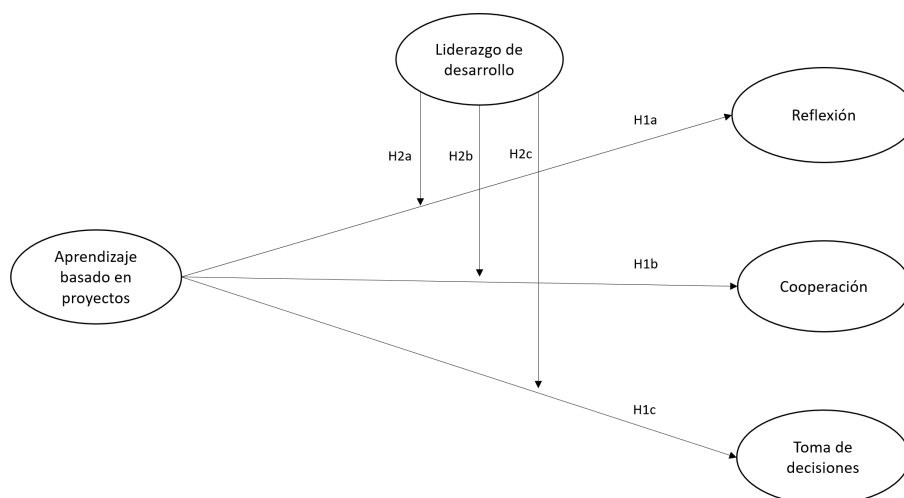 Liderazgo de
desarrollo
H1a
Reflexión
H2a
H2b
H2c
Aprendizaje
basado en
proyectos
H1b
Cooperación
H1c
Toma de
decisiones